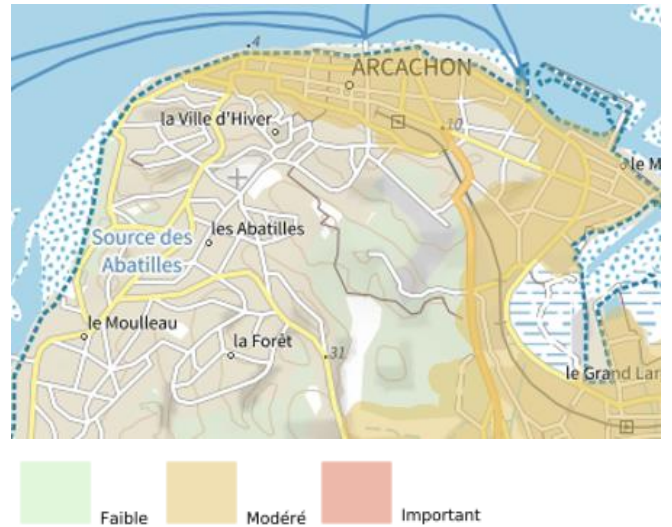 4
ARCACHON
la Ville d'Hiver
10
le M
Source des
Abatilles
les Abatilles
le Moulleau
la Forêt
31
le Grand Lar
Faible
Modéré
Important